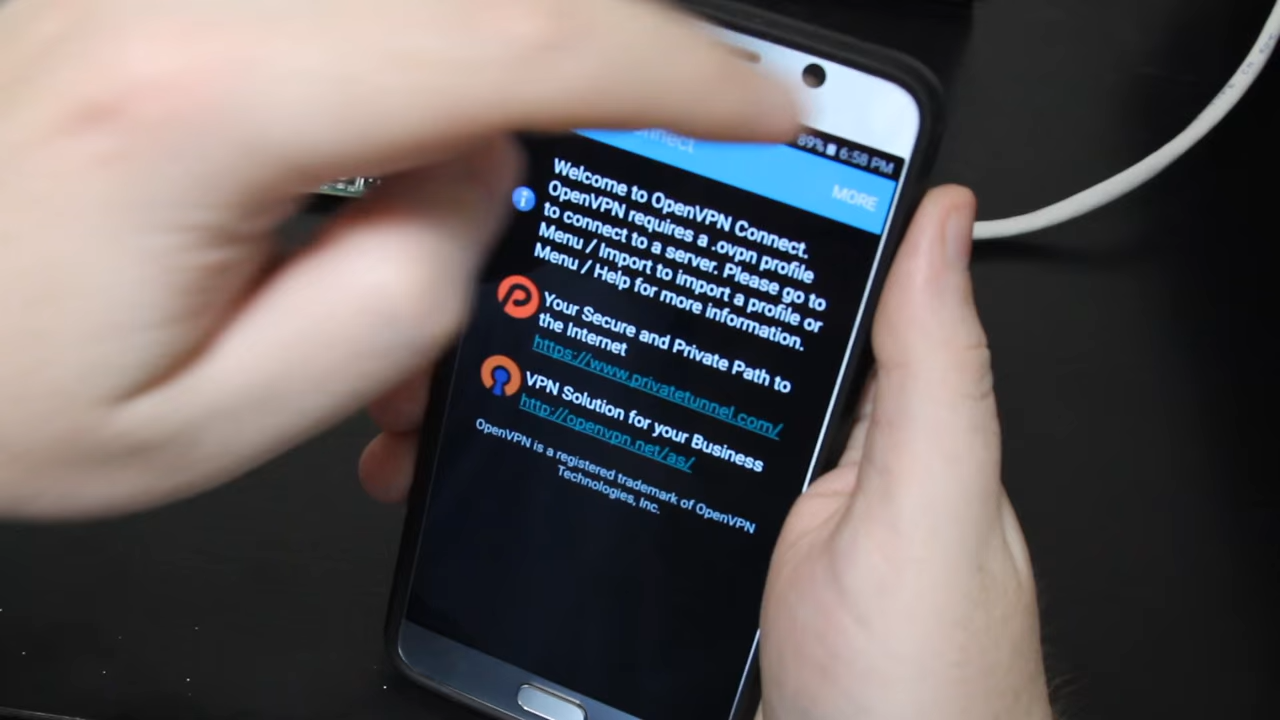 89% 6:58 PM
MORE
Welcome to OpenVPN Connect.
OpenVPN requires a .ovpn profile
to connect to a server. Please go to
Menu / Import to import a profile or
Menu / Help for more information.
Your Secure and Private Path to
the Internet
https://www.privatetunnel.com/
VPN Solution for your Business
http://openvpn.net/as/
OpenVPN is a registered trademark of OpenVPN
Technologies, Inc.